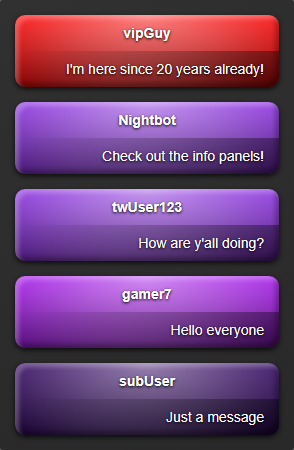 vipGuy
I'm here since 20 years already!
Nightbot
Check out the info panels!
twUser123
How are y'all doing?
gamer7
Hello everyone
subUser
Just a message